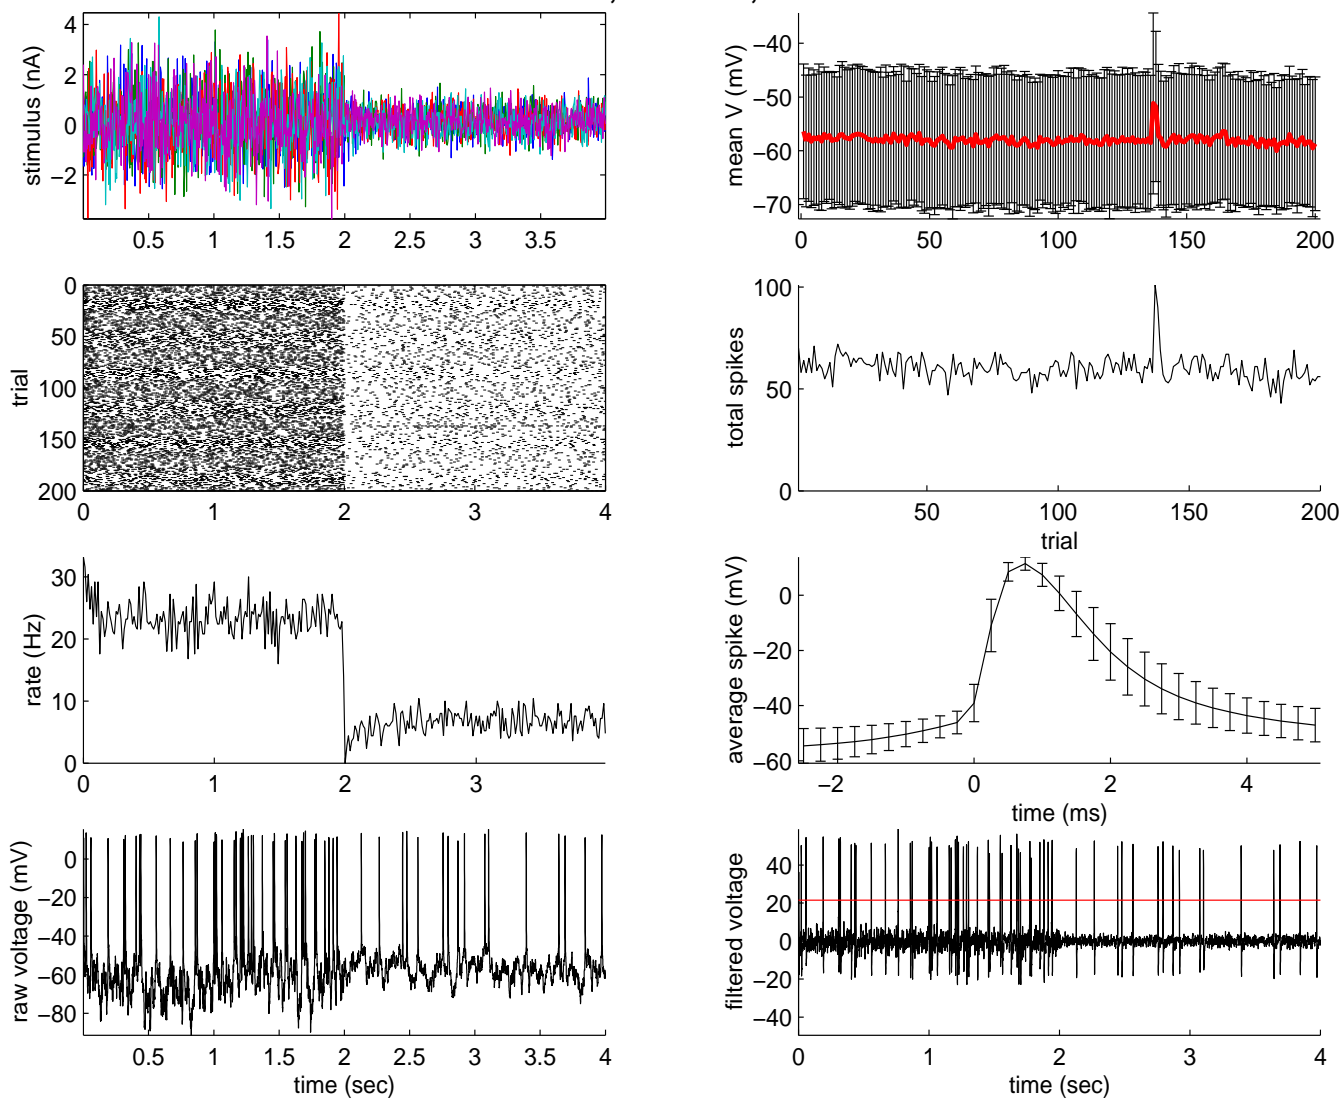 4
2
0
−2
stimulus (nA)
0.5 1 1.5 2 2.5 3 3.5
−40
−50
−60
−70
mean V (mV)
0 50 100 150 200
0
50
100
150
200
trial
0 1 2 3 4
100
50
0
total spikes
50 100 150 200
trial
30
20
10
0
rate (Hz)
0 1 2 3
0
−20
−40
−60
average spike (mV)
−2 0 2 4
time (ms)
0
−20
−40
−60
−80
raw voltage (mV)
0.5 1 1.5 2 2.5 3 3.5 4
time (sec)
40
20
0
−20
−40
filtered voltage
0 1 2 3 4
time (sec)